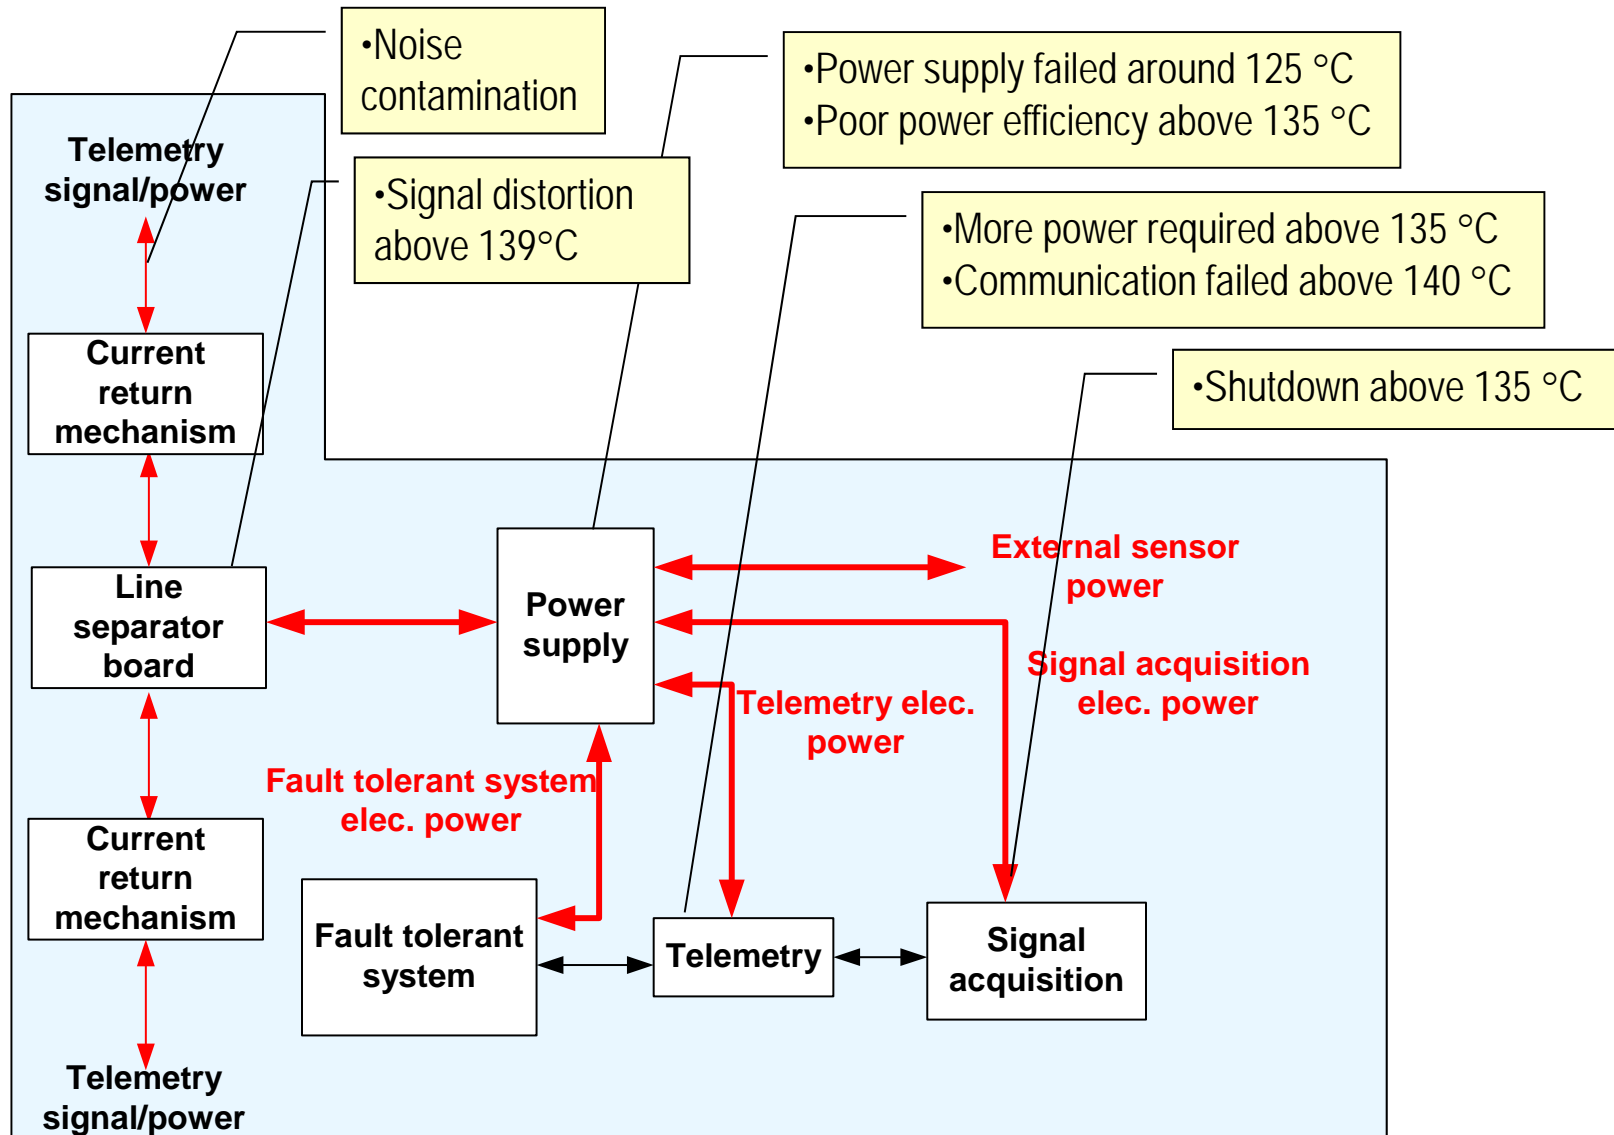 •Noise
contamination
•Power supply failed around 125 °C
•Poor power efficiency above 135 °C
Telemetry
signal/power
•Signal distortion
above 139°C
•More power required above 135 °C
•Communication failed above 140 °C
Current
return
mechanism
•Shutdown above 135 °C
Line
separator
board
Power
supply
External sensor
power
Signal acquisition
elec. power
Telemetry elec.
power
Fault tolerant system
elec. power
Current
return
mechanism
Fault tolerant
system
Telemetry
Signal
acquisition
Telemetry
signal/power